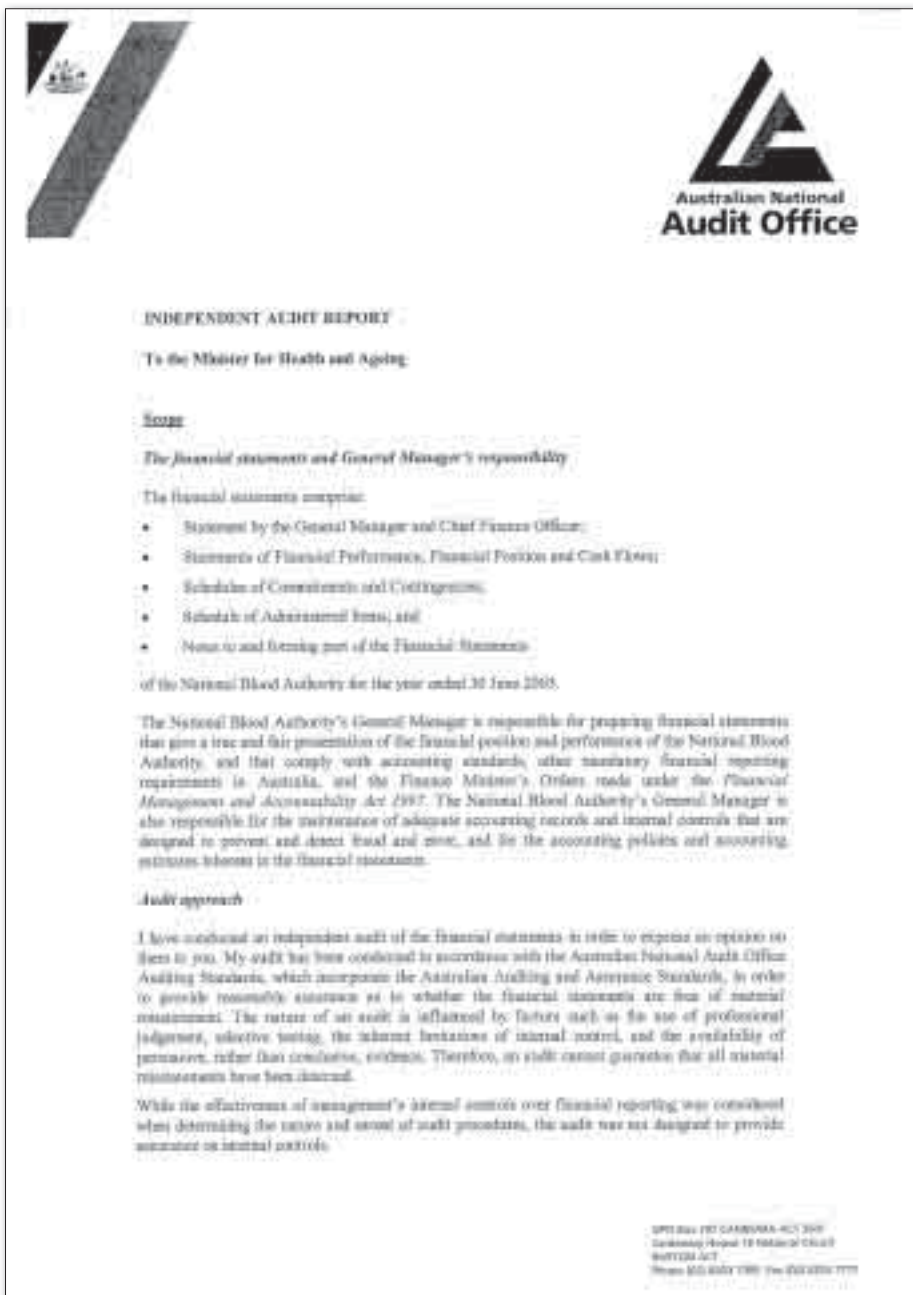 Australian National
Audit Office
INDEPENDENT AUDIT REPORT
To the Minister for Health and Ageing
Scope
The financial statements and General Manager's responsibility
The financial statements comprise:
• Statement by the General Manager and Chief Finance Officer;
• Statements of Financial Performance, Financial Position and Cash Flows;
• Schedules of Commitments and Contingencies;
• Schedule of Administered Items; and
• Notes to and forming part of the Financial Statements
of the National Blood Authority for the year ended 30 June 2005.
The National Blood Authority's General Manager is responsible for preparing financial statements
that give a true and fair presentation of the financial position and performance of the National Blood
Authority, and that comply with accounting standards, other mandatory financial reporting
requirements in Australia, and the Finance Minister's Orders made under the Financial
Management and Accountability Act 1997. The National Blood Authority's General Manager is
also responsible for the maintenance of adequate accounting records and internal controls that are
designed to prevent and detect fraud and error, and for the accounting policies and accounting
estimates inherent in the financial statements.
Audit approach
I have conducted an independent audit of the financial statements in order to express an opinion on
them to you. My audit has been conducted in accordance with the Australian National Audit Office
Auditing Standards, which incorporate the Australian Auditing and Assurance Standards, in order
to provide reasonable assurance as to whether the financial statements are free of material
misstatement. The nature of an audit is influenced by factors such as the use of professional
judgement, selective testing, the inherent limitations of internal control, and the availability of
persuasive, rather than conclusive, evidence. Therefore, an audit cannot guarantee that all material
misstatements have been detected.
While the effectiveness of management's internal controls over financial reporting was considered
when determining the nature and extent of audit procedures, the audit was not designed to provide
assurance on internal controls.
GPO Box CANBERRA ACT
Centenary House 19 National Circuit
BARTON ACT
Phone Fax